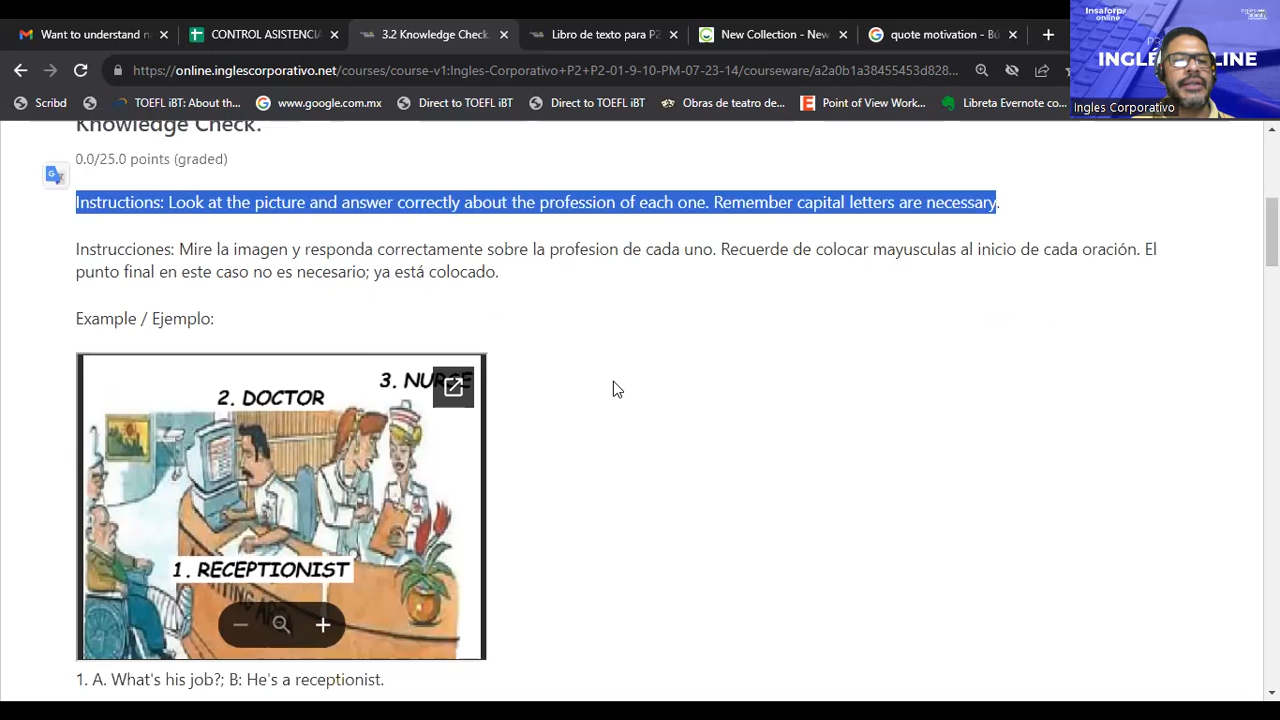 Want to understand n
CONTROL ASISTENCIA
3.2 Knowledge Check.
Libro de texto para P2
New Collection - New
quote motivation - Bú
https://online.inglescorporativo.net/courses/course-v1:Ingles-Corporativo+P2+P2-01-9-10-PM-07-23-14/courseware/a2a0b1a38455453d828...
Scribd
TOEFL iBT: About the...
www.google.com.mx
Direct to TOEFL iBT
Direct to TOEFL iBT
Obras de teatro de...
Point of View Work...
Libreta Evernote co...
Insaforp
online
INGLÉ
LINE
Ingles Corporativo
Knowledge Check.
0.0/25.0 points (graded)
Instructions: Look at the picture and answer correctly about the profession of each one. Remember capital letters are necessary.
Instrucciones: Mire la imagen y responda correctamente sobre la profesion de cada uno. Recuerde de colocar mayusculas al inicio de cada oración. El
punto final en este caso no es necesario; ya está colocado.
Example / Ejemplo:
3. NURSE
2. DOCTOR
1. RECEPTIONIST
1. A. What's his job?; B: He's a receptionist.